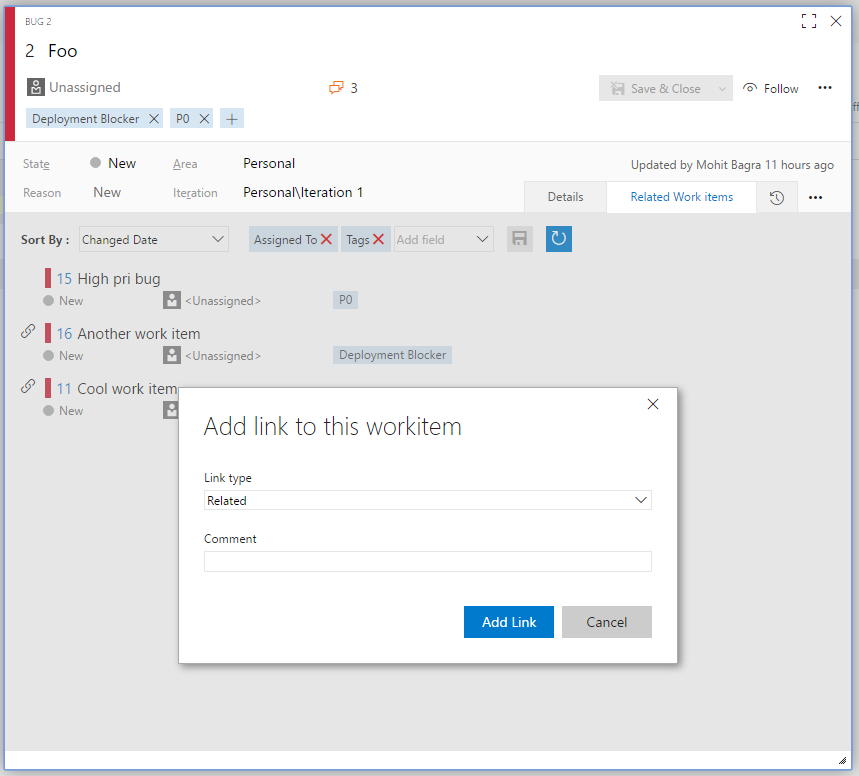 BUG 2
2 Foo
Unassigned
3
Save & Close
Follow
Deployment Blocker
P0
State
New
Area
Personal
Updated by Mohit Bagra 11 hours ago
Reason
New
Iteration
Personal\Iteration 1
Details
Related Work items
Sort By :
Changed Date
Assigned To
Tags
Add field
15 High pri bug
New
<Unassigned>
P0
16 Another work item
New
<Unassigned>
Deployment Blocker
11 Cool work item
New
Add link to this workitem
Link type
Related
Comment
Add Link
Cancel